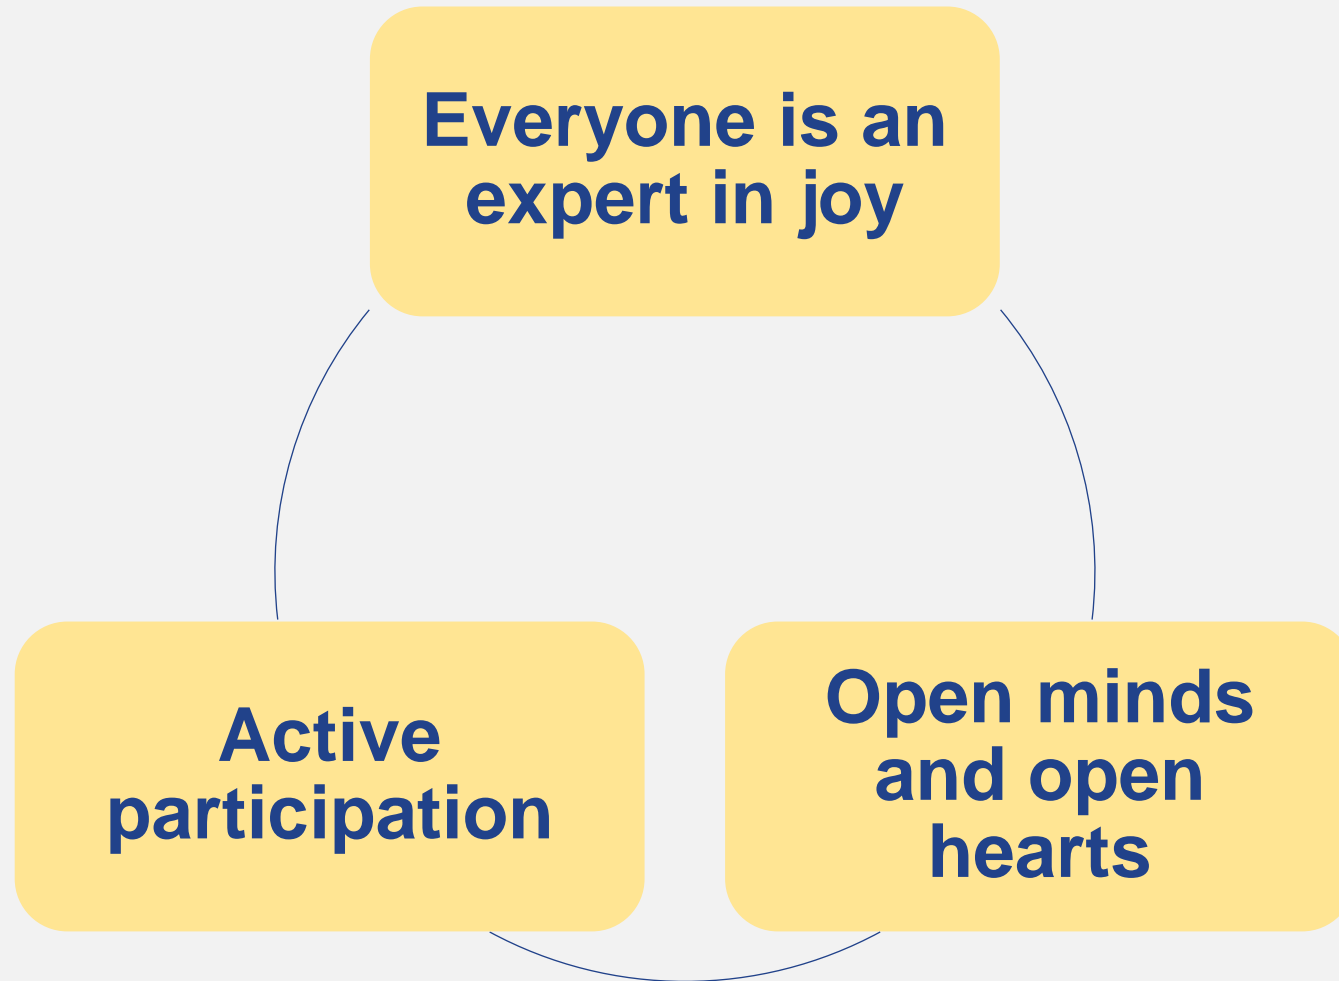 Everyone is an
expert in joy
Active
participation
Open minds
and open
hearts